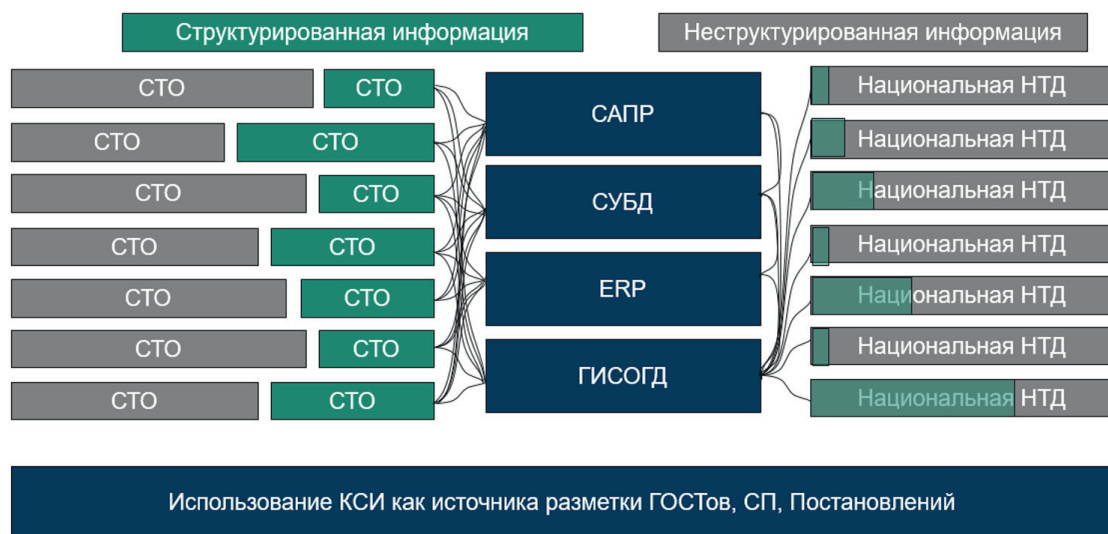 Структурированная информация
Неструктурированная информация
СТО СТО САПР Национальная НТД
СТО СТО Национальная НТД
СТО СТО СУБД Национальная НТД
СТО СТО Национальная НТД
СТО СТО ERP Национальная НТД
СТО СТО ГИСОГД Национальная НТД
СТО СТО Национальная НТД
Использование КСИ как источника разметки ГОСТов, СП, Постановлений